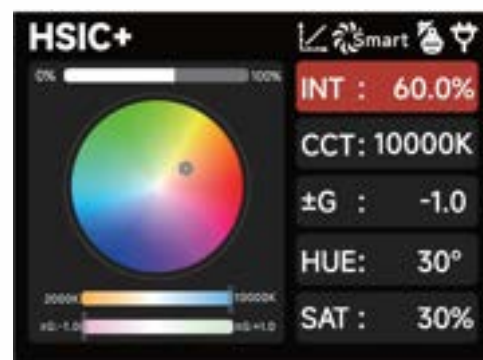 HSIC+
Smart
0%
100%
INT : 60.0%
CCT: 10000K
±G : -1.0
HUE: 30°
SAT : 30%
2000K
10000K
±G:-1.0
±G:+1.0